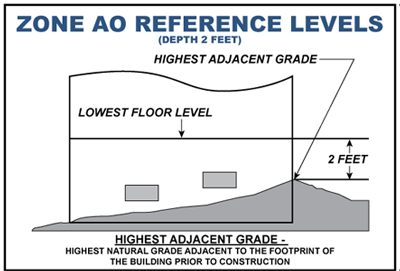 ZONE AO REFERENCE LEVELS
(DEPTH 2 FEET)
HIGHEST ADJACENT GRADE
LOWEST FLOOR LEVEL
2 FEET
HIGHEST ADJACENT GRADE -
HIGHEST NATURAL GRADE ADJACENT TO THE FOOTPRINT OF
THE BUILDING PRIOR TO CONSTRUCTION